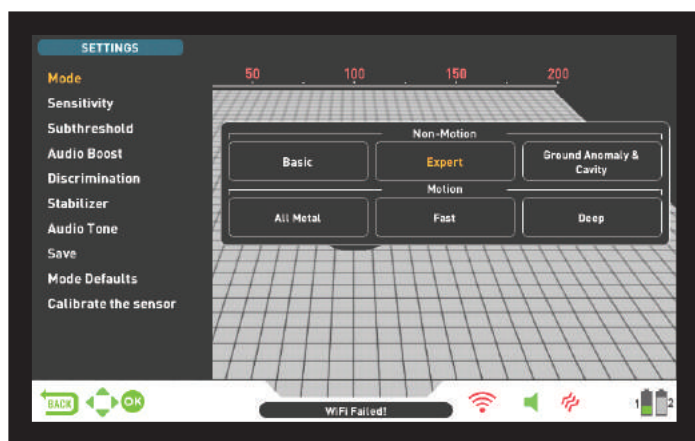 SETTINGS
Mode
Sensitivity
Subthreshold
Audio Boost
Discrimination
Stabilizer
Audio Tone
Save
Mode Defaults
Calibrate the sensor
50 100 150 200
Non-Motion
Basic
Expert
Ground Anomaly &
Cavity
Motion
All Metal
Fast
Deep
BACK
OK
WiFi Failed!
1 2